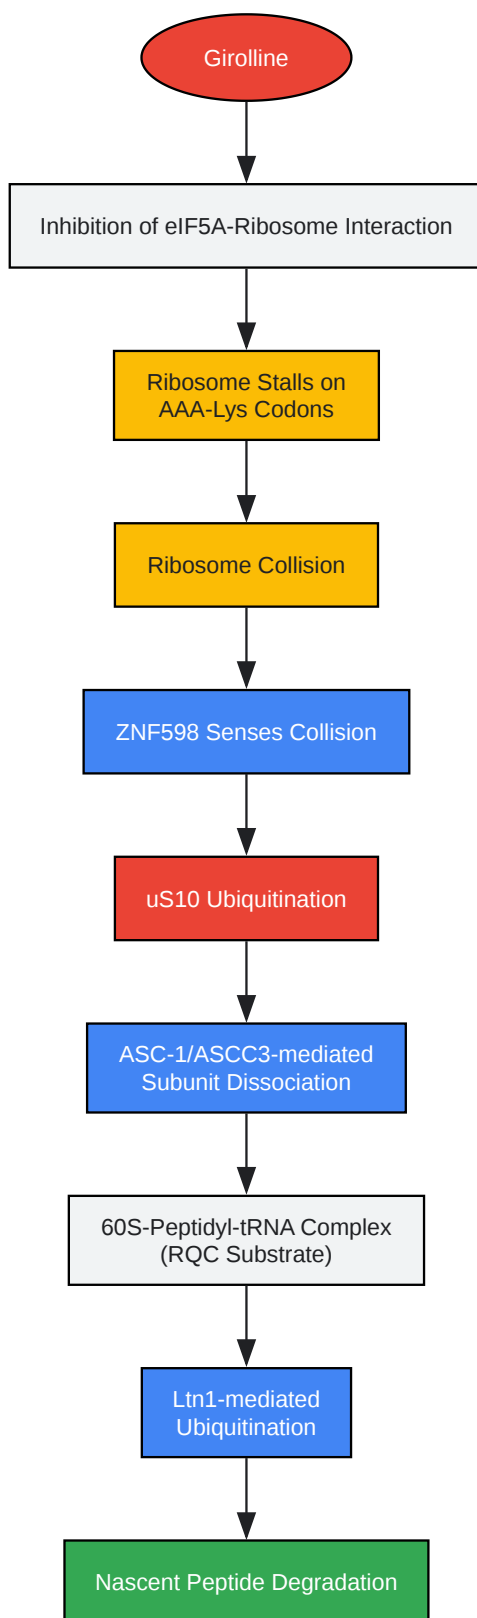 Girolline
Inhibition of eIF5A-Ribosome Interaction
Ribosome Stalls on
AAA-Lys Codons
Ribosome Collision
ZNF598 Senses Collision
uS10 Ubiquitination
ASC-1/ASCC3-mediated
Subunit Dissociation
60S-Peptidyl-tRNA Complex
(RQC Substrate)
Ltn1-mediated
Ubiquitination
Nascent Peptide Degradation